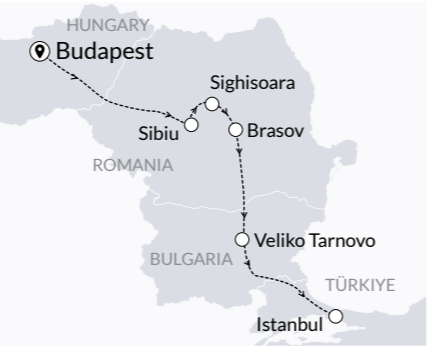 HUNGARY
Budapest
Sighisoara
Sibiu
Brasov
ROMANIA
Veliko Tarnovo
BULGARIA
TÜRKIYE
Istanbul